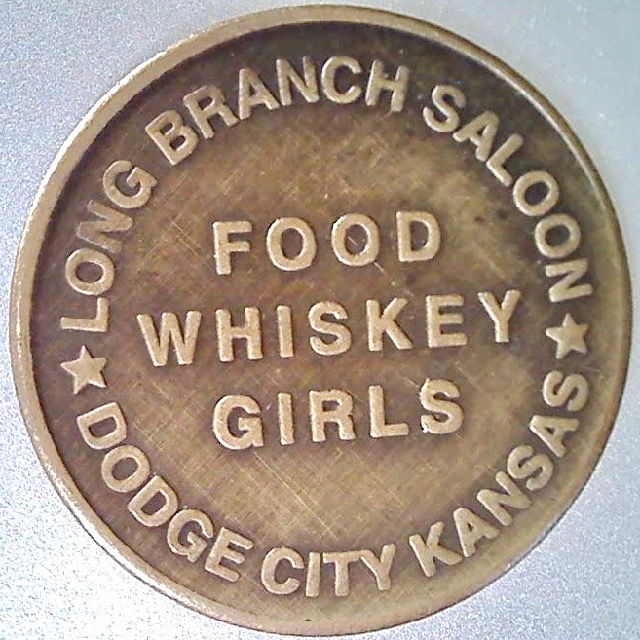 LONG BRANCH SALOON
FOOD
WHISKEY
GIRLS
★ DODGE CITY KANSAS ★